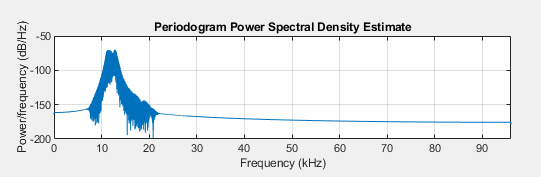 Periodogram Power Spectral Density Estimate
Power/frequency (dB/Hz)
-50
-100
-150
-200
0 10 20 30 40 50 60 70 80 90
Frequency (kHz)